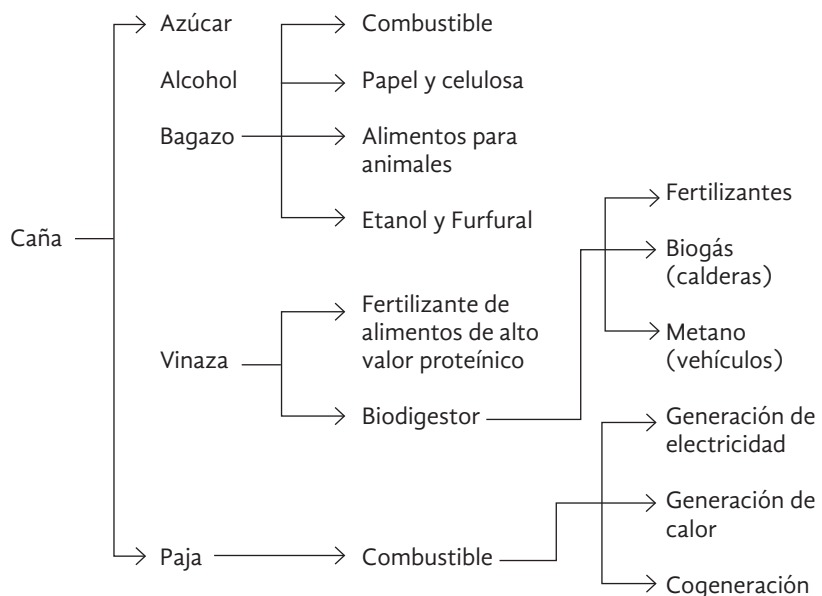 Azúcar
Combustible
Alcohol
Papel y celulosa
Bagazo
Alimentos para
animales
Etanol y Furfural
Fertilizantes
Caña
Biogás
(calderas)
Fertilizante de
alimentos de alto
valor proteínico
Vinaza
Metano
(vehículos)
Biodigestor
Generación de
electricidad
Generación de
calor
Paja
Combustible
Cogeneración